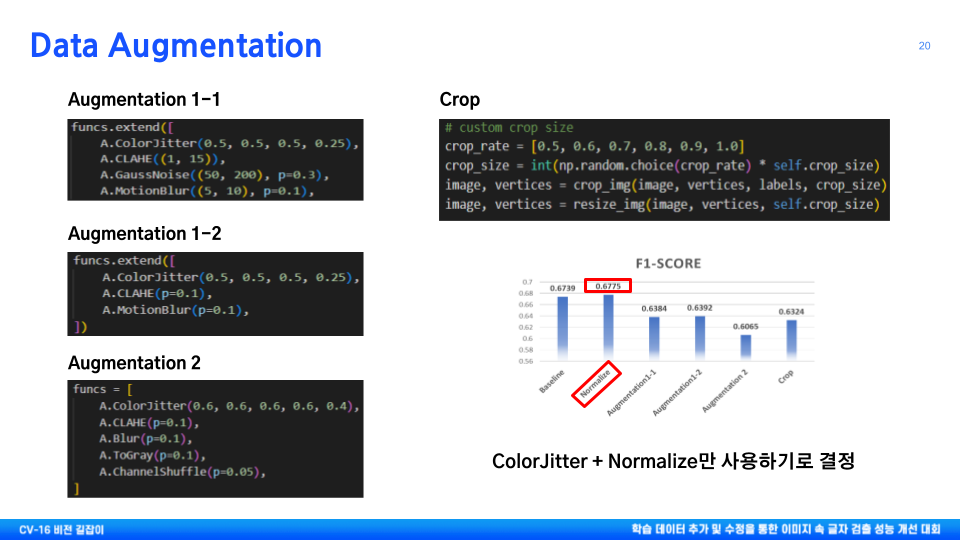 Data Augmentation
20
Augmentation 1-1
funcs.extend([
A.ColorJitter(0.5, 0.5, 0.5, 0.25),
A.CLAHE((1, 15)),
A.GaussNoise((50, 200), p=0.3),
A.MotionBlur((5, 10), p=0.1),
Augmentation 1-2
funcs.extend([
A.ColorJitter(0.5, 0.5, 0.5, 0.25),
A.CLAHE(p=0.1),
A.MotionBlur(p=0.1),
])
Augmentation 2
funcs = [
A.ColorJitter(0.6, 0.6, 0.6, 0.6, 0.4),
A.CLAHE(p=0.1),
A.Blur(p=0.1),
A.ToGray(p=0.1),
A.ChannelShuffle(p=0.05),
]
Crop
# custom crop size
crop_rate = [0.5, 0.6, 0.7, 0.8, 0.9, 1.0]
crop_size = int(np.random.choice(crop_rate) * self.crop_size)
image, vertices = crop_img(image, vertices, labels, crop_size)
image, vertices = resize_img(image, vertices, self.crop_size)
F1-SCORE
0.7
0.68
0.66
0.64
0.62
0.6
0.58
0.56
0.6739
0.6775
0.6384
0.6392
0.6065
0.6324
Baseline
Normalize
Augmentation1-1
Augmentation1-2
Augmentation 2
Crop
ColorJitter + Normalize만 사용하기로 결정
CV-16 비전 길잡이
학습 데이터 추가 및 수정을 통한 이미지 속 글자 검출 성능 개선 대회